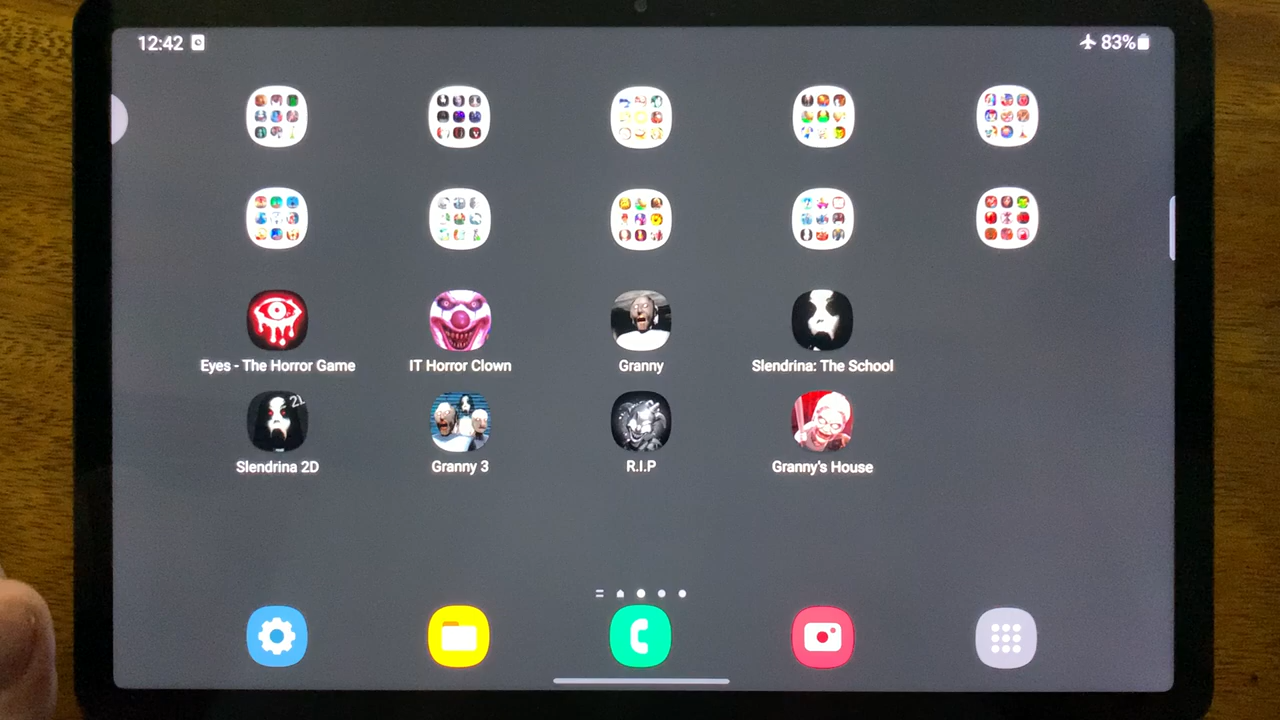 12:42
83%
Eyes - The Horror Game
IT Horror Clown
Granny
Slendrina: The School
Slendrina 2D
Granny 3
R.I.P
Granny's House